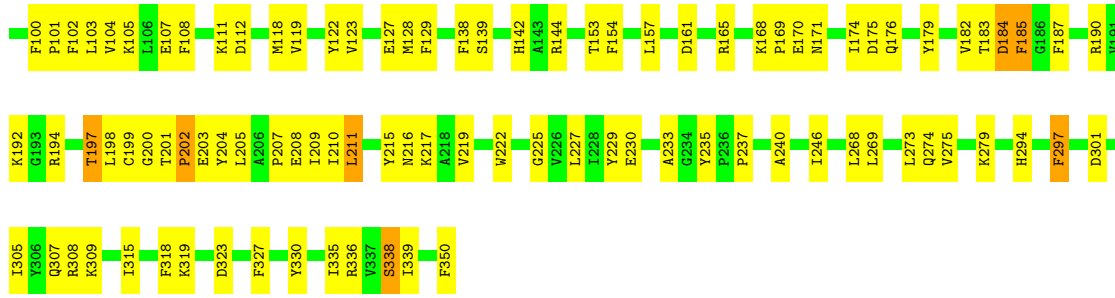 F100 P101 F102 L103 V104 K105 L106 E107 F108 K111 D112 M118 V119 Y122 V123 E127 M128 F129 F138 S139 H142 A143 R144 T153 F154 L157 D161 R165 K168 P169 E170 N171 I174 D175 Q176 Y179 V182 T183 D184 F185 G186 F187 R190 V191
K192 G193 R194 T197 L198 C199 G200 T201 P202 E203 Y204 L205 A206 P207 E208 I209 I210 L211 Y215 N216 K217 A218 V219 W222 G225 V226 L227 I228 Y229 E230 A233 G234 Y235 P236 P237 A240 I246 L268 L269 L273 Q274 V275 K279 H294 F297 D301
I305 Y306 Q307 R308 K309 I315 F318 K319 D323 F327 Y330 I335 R336 V337 S338 I339 F350